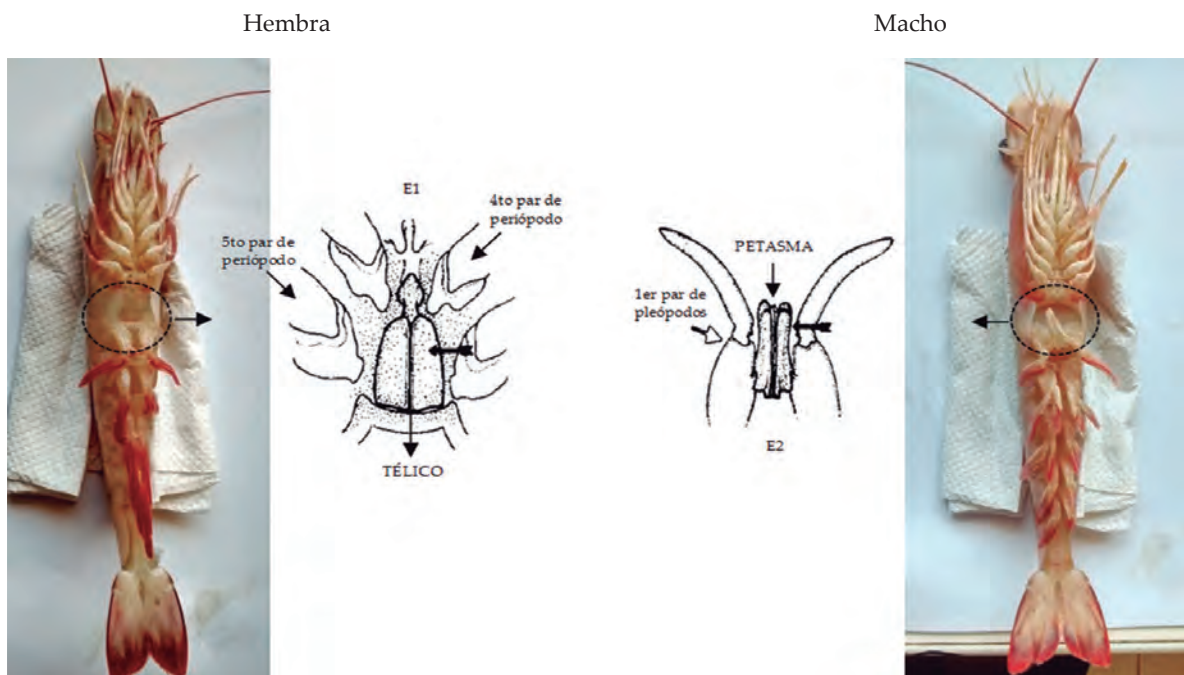 Hembra
Macho
E1
4to par de
periópodo
5to par de
periópodo
TÉLICO
PETASMA
1er par de
pleópodos
E2